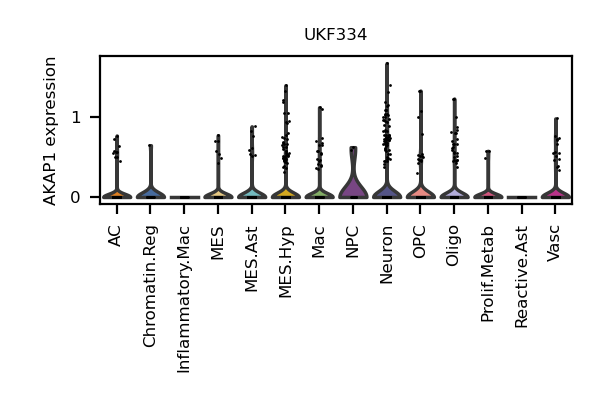 UKF334
AKAP1 expression
1
0
AC
Chromatin.Reg
Inflammatory.Mac
MES
MES.Ast
MES.Hyp
Mac
NPC
Neuron
OPC
Oligo
Prolif.Metab
Reactive.Ast
Vasc